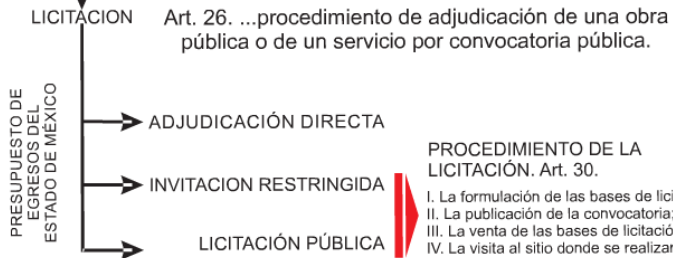 LICITACION
Art. 26. ...procedimiento de adjudicación de una obra
pública o de un servicio por convocatoria pública.
PRESUPUESTO DE
EGRESOS DEL
ESTADO DE MÉXICO
ADJUDICACIÓN DIRECTA
INVITACION RESTRINGIDA
LICITACIÓN PÚBLICA
PROCEDIMIENTO DE LA
LICITACIÓN. Art. 30.
I. La formulación de las bases de lici
II. La publicación de la convocatoria;
III. La venta de las bases de licitació
IV. La visita al sitio donde se realizar